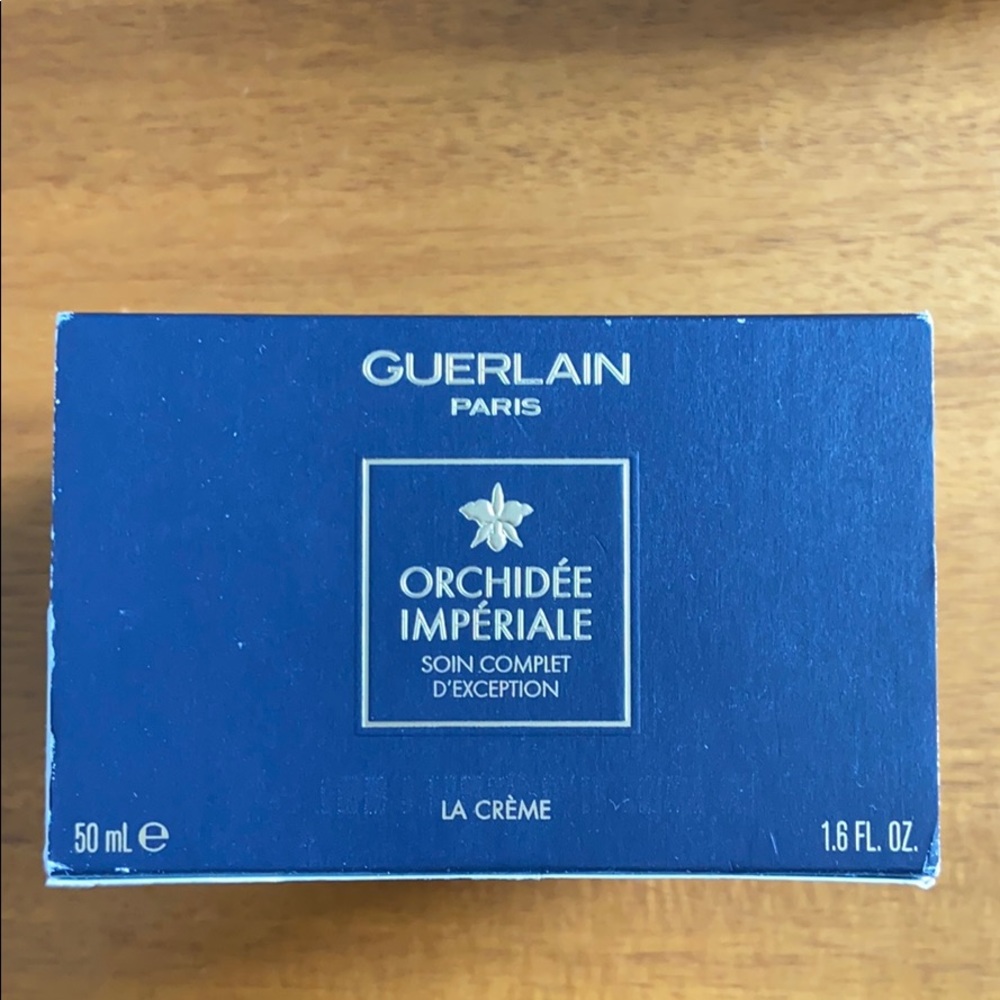 GUERLAIN
PARIS
ORCHIDÉE
IMPÉRIALE
SOIN COMPLET
D'EXCEPTION
LA CRÈME
50 mL e
1.6 FL. OZ.